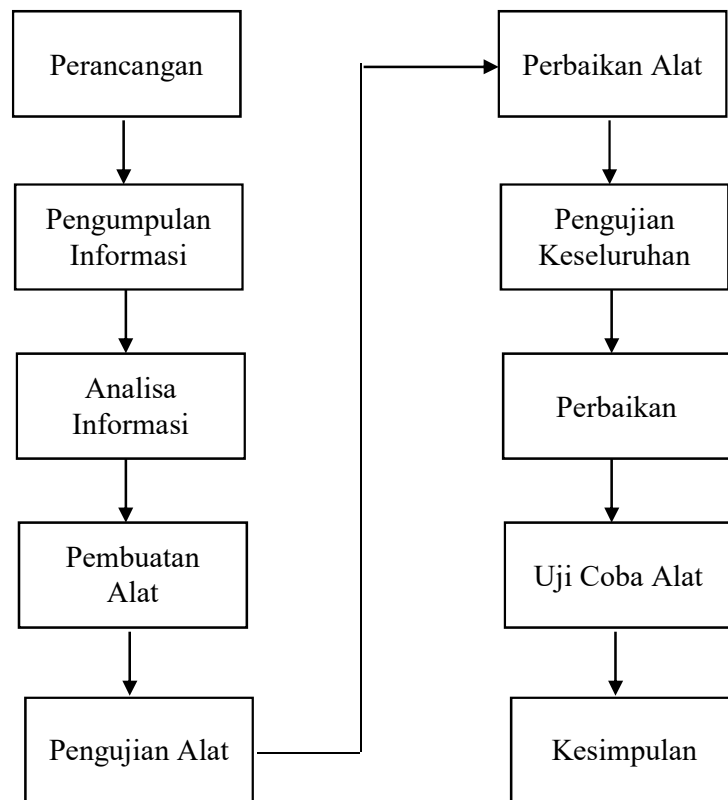 Perancangan
Pengumpulan
Informasi
Analisa
Informasi
Pembuatan
Alat
Pengujian Alat
Perbaikan Alat
Pengujian
Keseluruhan
Perbaikan
Uji Coba Alat
Kesimpulan